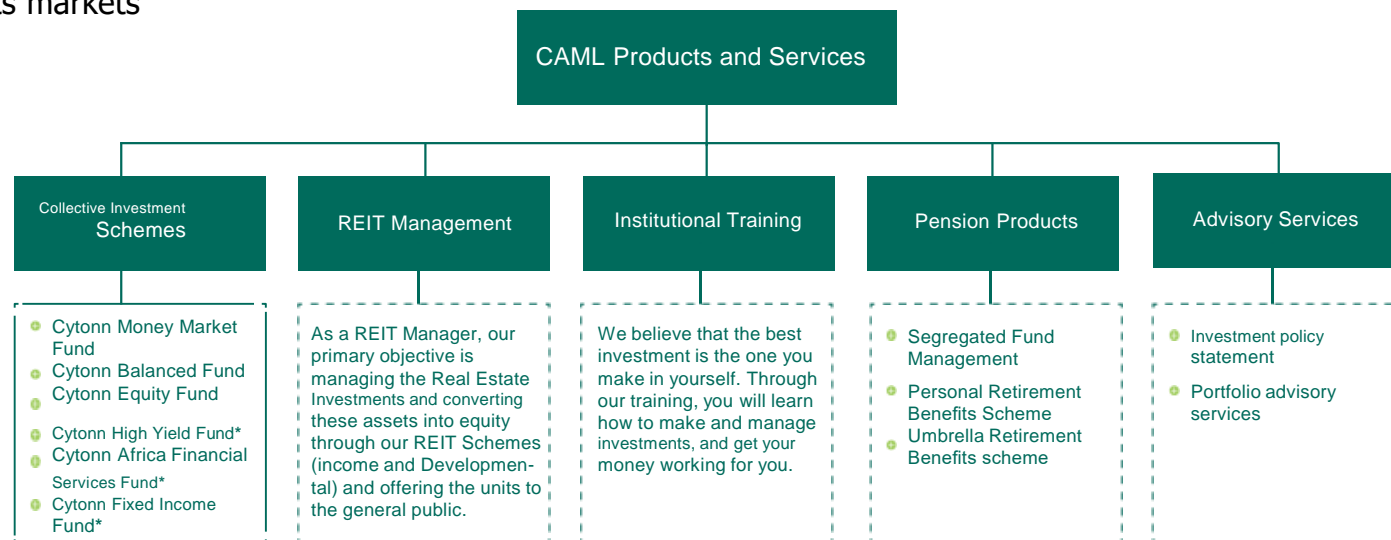 ts markets
CAML Products and Services
Collective Investment
Schemes
REIT Management
Institutional Training
Pension Products
Advisory Services
Cytonn Money Market
Fund
Cytonn Balanced Fund
Cytonn Equity Fund
Cytonn High Yield Fund*
Cytonn Africa Financial
Services Fund*
Cytonn Fixed Income
Fund*
As a REIT Manager, our
primary objective is
managing the Real Estate
Investments and converting
these assets into equity
through our REIT Schemes
(income and Developmen-
tal) and offering the units to
the general public.
We believe that the best
investment is the one you
make in yourself. Through
our training, you will learn
how to make and manage
investments, and get your
money working for you.
Segregated Fund
Management
Personal Retirement
Benefits Scheme
Umbrella Retirement
Benefits scheme
Investment policy
statement
Portfolio advisory
services